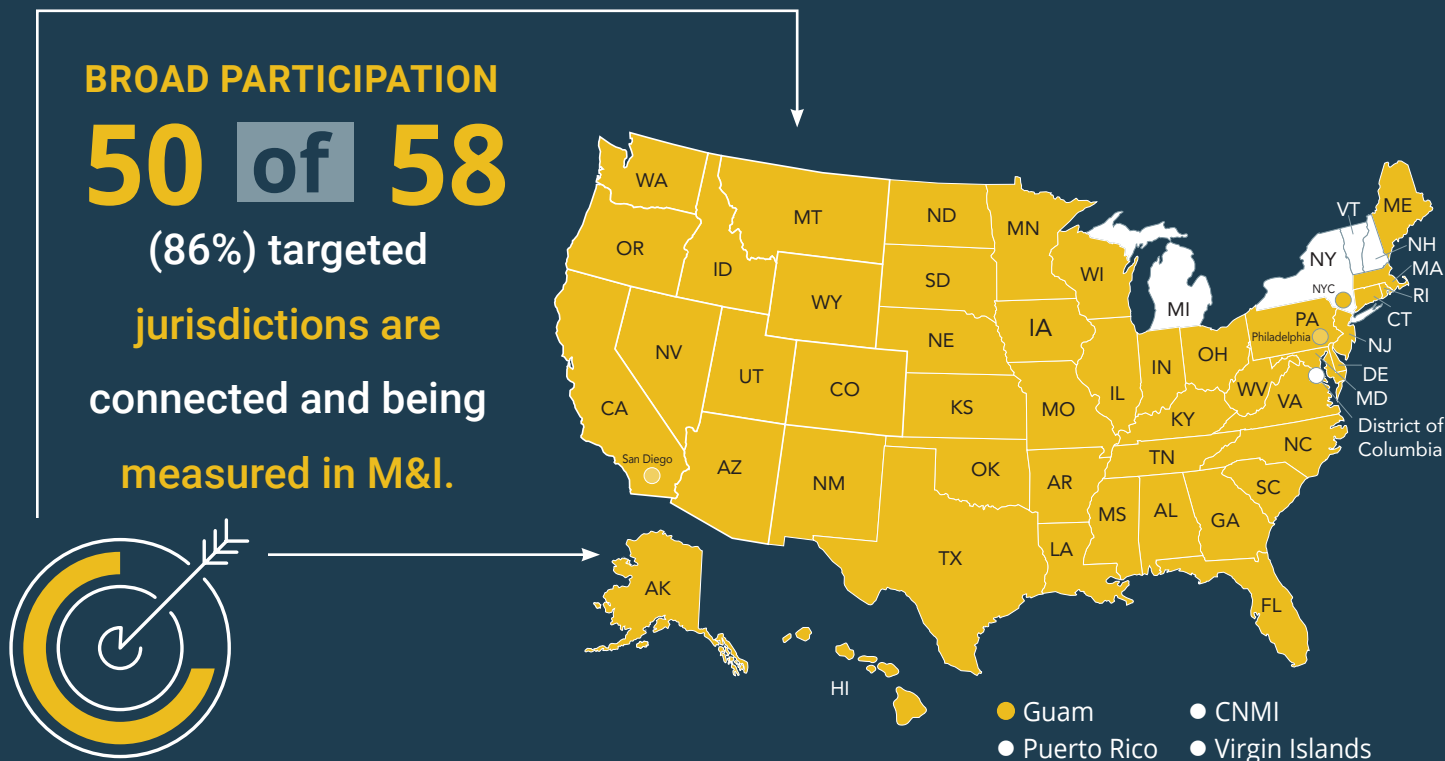 BROAD PARTICIPATION
50 of 58
(86%) targeted
jurisdictions are
connected and being
measured in M&I.
WA
OR
CA
San Diego
ID
NV
MT
WY
UT
AZ
CO
NM
ND
SD
NE
KS
OK
TX
MN
IA
MO
AR
LA
WI
IL
MI
IN
OH
KY
TN
MS
AL
GA
FL
SC
NC
VA
WV
PA
Philadelphia
NY
NYC
VT
ME
NH
MA
RI
CT
NJ
DE
MD
District of
Columbia
AK
HI
Guam
CNMI
Puerto Rico
Virgin Islands